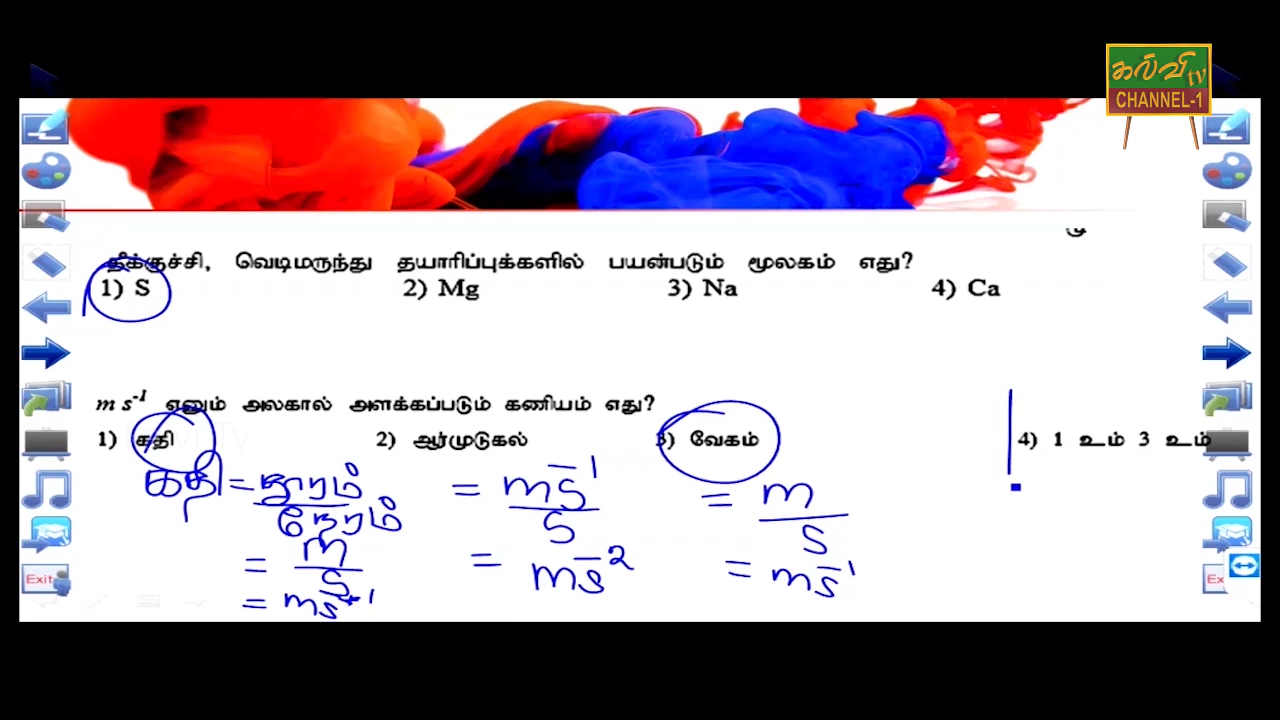 கல்வி tv
CHANNEL-1
தீக்குச்சி, வெடிமருந்து தயாரிப்புக்களில் பயன்படும் மூலகம் எது?
1) S 2) Mg 3) Na 4) Ca
m s⁻¹ எனும் அலகால் அளக்கப்படும் கணியம் எது?
1) கதி 2) ஆர்முடுகல் 3) வேகம் 4) 1 உம் 3 உம்
கதி = தூரம் / நேரம் = ms⁻¹ / s = m / s
= m / s = ms⁻² = ms⁻¹
= ms⁻¹
Exit